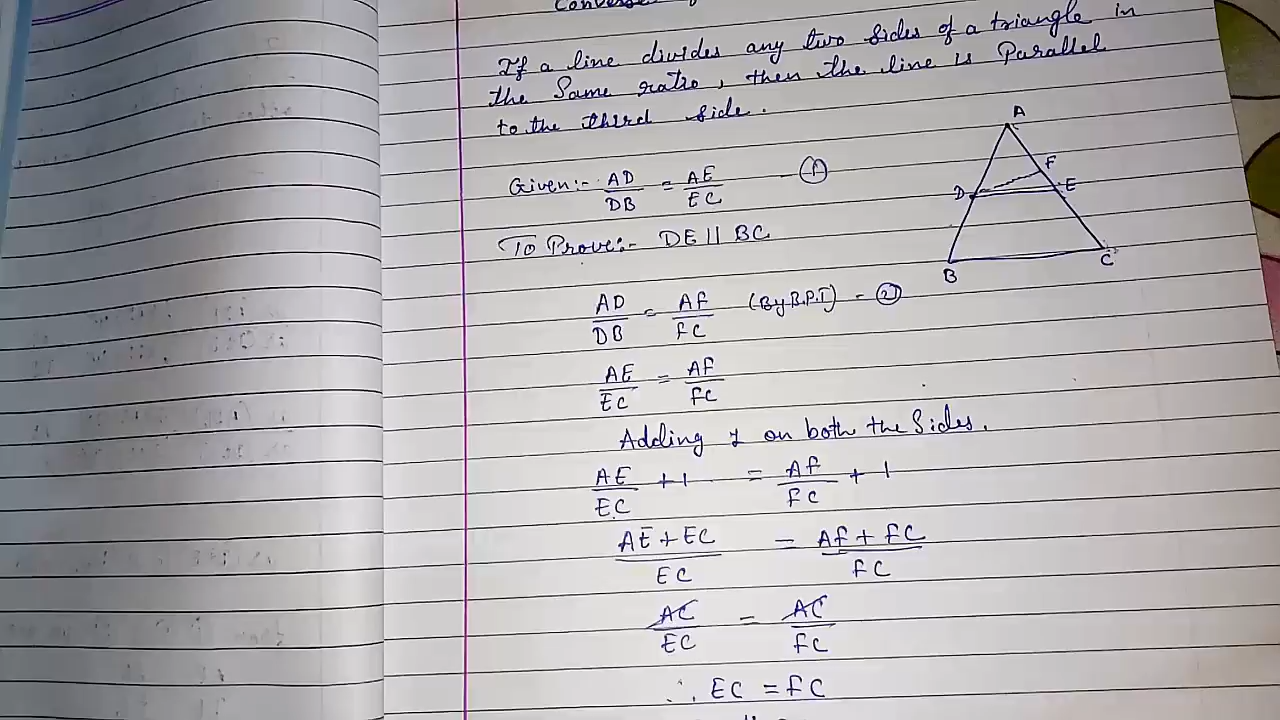 Converse
If a line divides any two sides of a triangle in
the Same ratio, then the line is Parallel
to the third side.
Given:- AD/DB = AE/EC - ①
To Prove:- DE || BC
A
F
D
E
B
C
AD/DB = AF/FC (By B.P.T) - ②
AE/EC = AF/FC
Adding 1 on both the Sides.
AE/EC + 1 = AF/FC + 1
AE + EC/EC = AF + FC/FC
AC/EC = AC/FC
∴ EC = FC